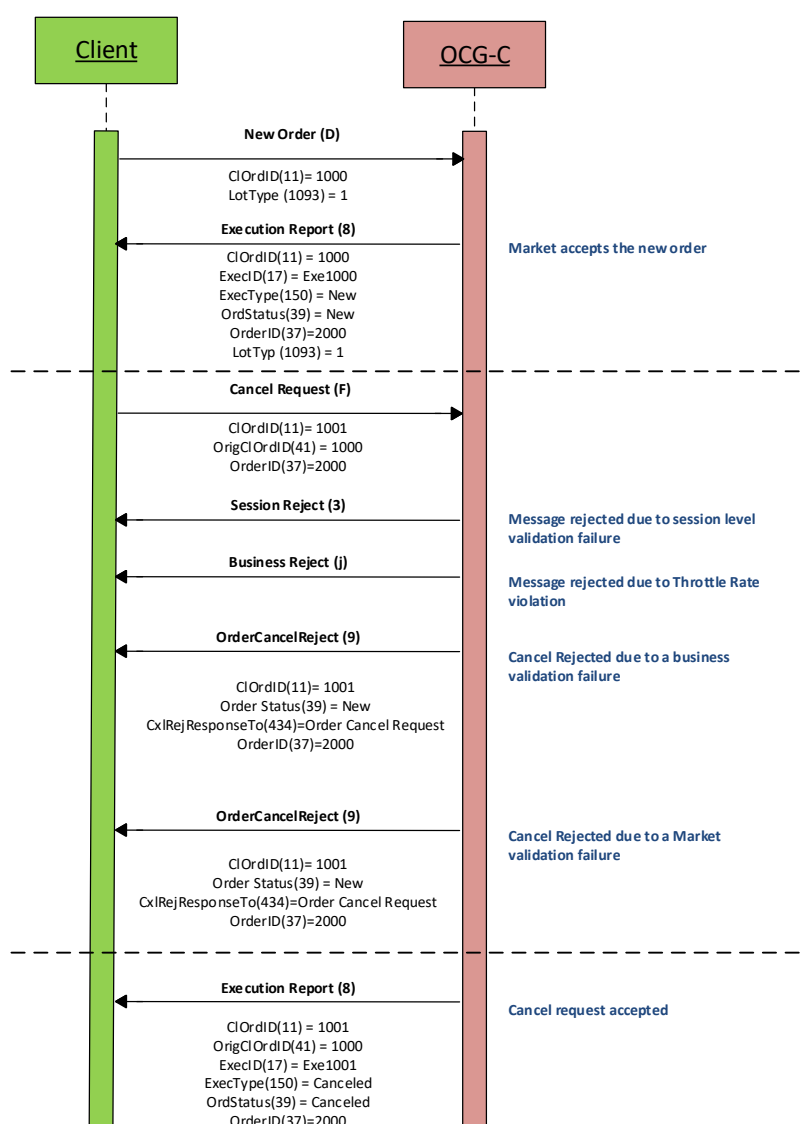 Client
OCG-C
New Order (D)
ClOrdID(11)= 1000
LotType (1093) = 1
Execution Report (8)
Market accepts the new order
ClOrdID(11) = 1000
ExecID(17) = Exe1000
ExecType(150) = New
OrdStatus(39) = New
OrderID(37)=2000
LotTyp (1093) = 1
Cancel Request (F)
ClOrdID(11)= 1001
OrigClOrdID(41) = 1000
OrderID(37)=2000
Session Reject (3)
Message rejected due to session level
validation failure
Business Reject (j)
Message rejected due to Throttle Rate
violation
OrderCancelReject (9)
Cancel Rejected due to a business
validation failure
ClOrdID(11)= 1001
Order Status(39) = New
CxlRejResponseTo(434)=Order Cancel Request
OrderID(37)=2000
OrderCancelReject (9)
Cancel Rejected due to a Market
validation failure
ClOrdID(11)= 1001
Order Status(39) = New
CxlRejResponseTo(434)=Order Cancel Request
OrderID(37)=2000
Execution Report (8)
Cancel request accepted
ClOrdID(11) = 1001
OrigClOrdID(41) = 1000
ExecID(17) = Exe1001
ExecType(150) = Canceled
OrdStatus(39) = Canceled
OrderID(37)=2000